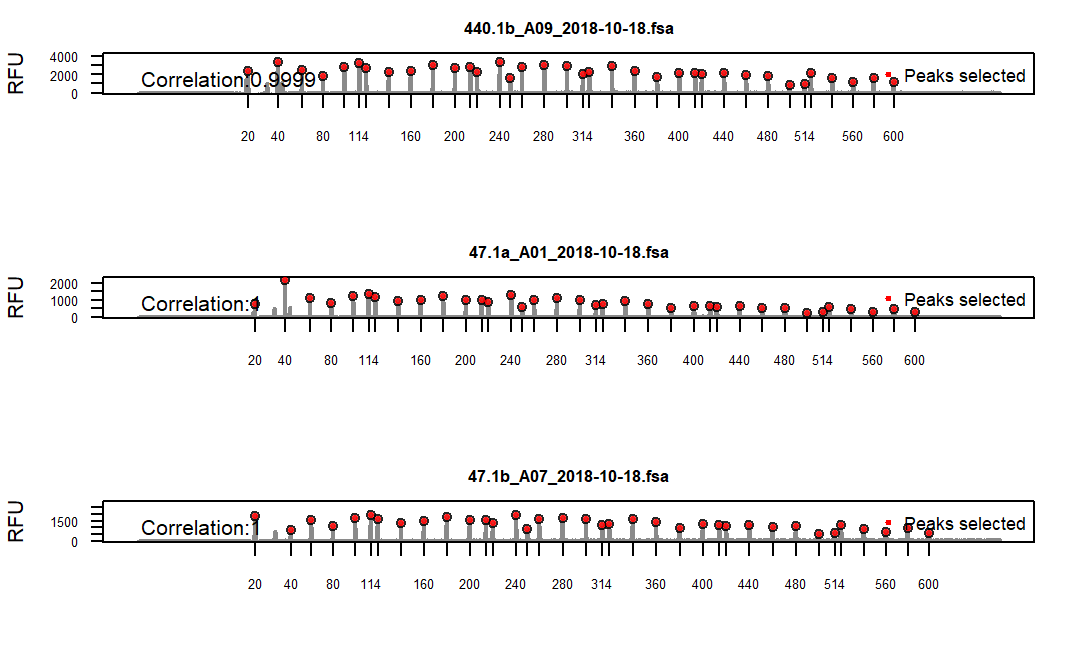 440.1b_A09_2018-10-18.fsa
RFU
4000
2000
0
Correlation:0.9999
Peaks selected
20 40 80 114 160 200 240 280 314 360 400 440 480 514 560 600
47.1a_A01_2018-10-18.fsa
RFU
2000
1000
0
Correlation:1
Peaks selected
20 40 80 114 160 200 240 280 314 360 400 440 480 514 560 600
47.1b_A07_2018-10-18.fsa
RFU
1500
0
Correlation:1
Peaks selected
20 40 80 114 160 200 240 280 314 360 400 440 480 514 560 600